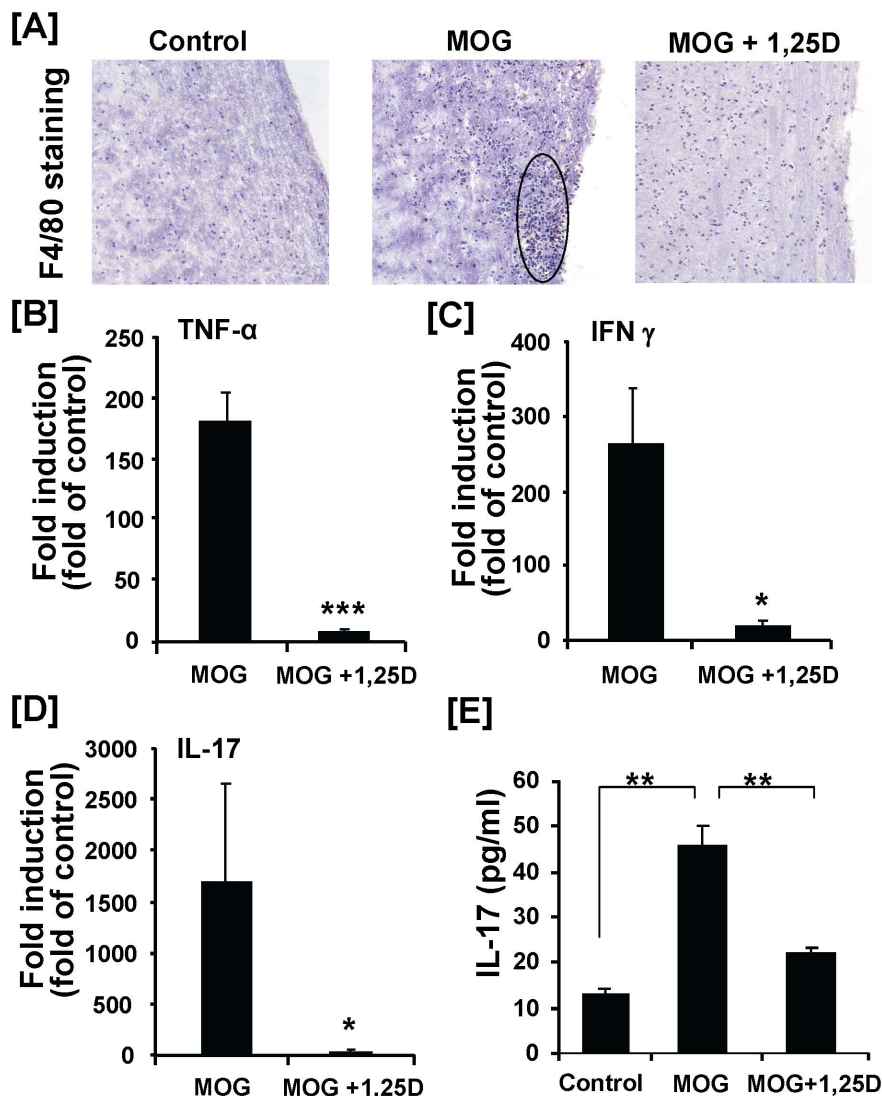 [A]
Control
MOG
MOG + 1,25D
F4/80 staining
[B]
TNF-α
Fold induction
(fold of control)
250
200
150
100
50
0
***
MOG
MOG +1,25D
[C]
IFN γ
Fold induction
(fold of control)
400
300
200
100
0
*
MOG
MOG +1,25D
[D]
IL-17
Fold induction
(fold of control)
3000
2500
2000
1500
1000
500
0
*
MOG
MOG +1,25D
[E]
IL-17 (pg/ml)
60
50
40
30
20
10
0
**
**
Control
MOG
MOG+1,25D